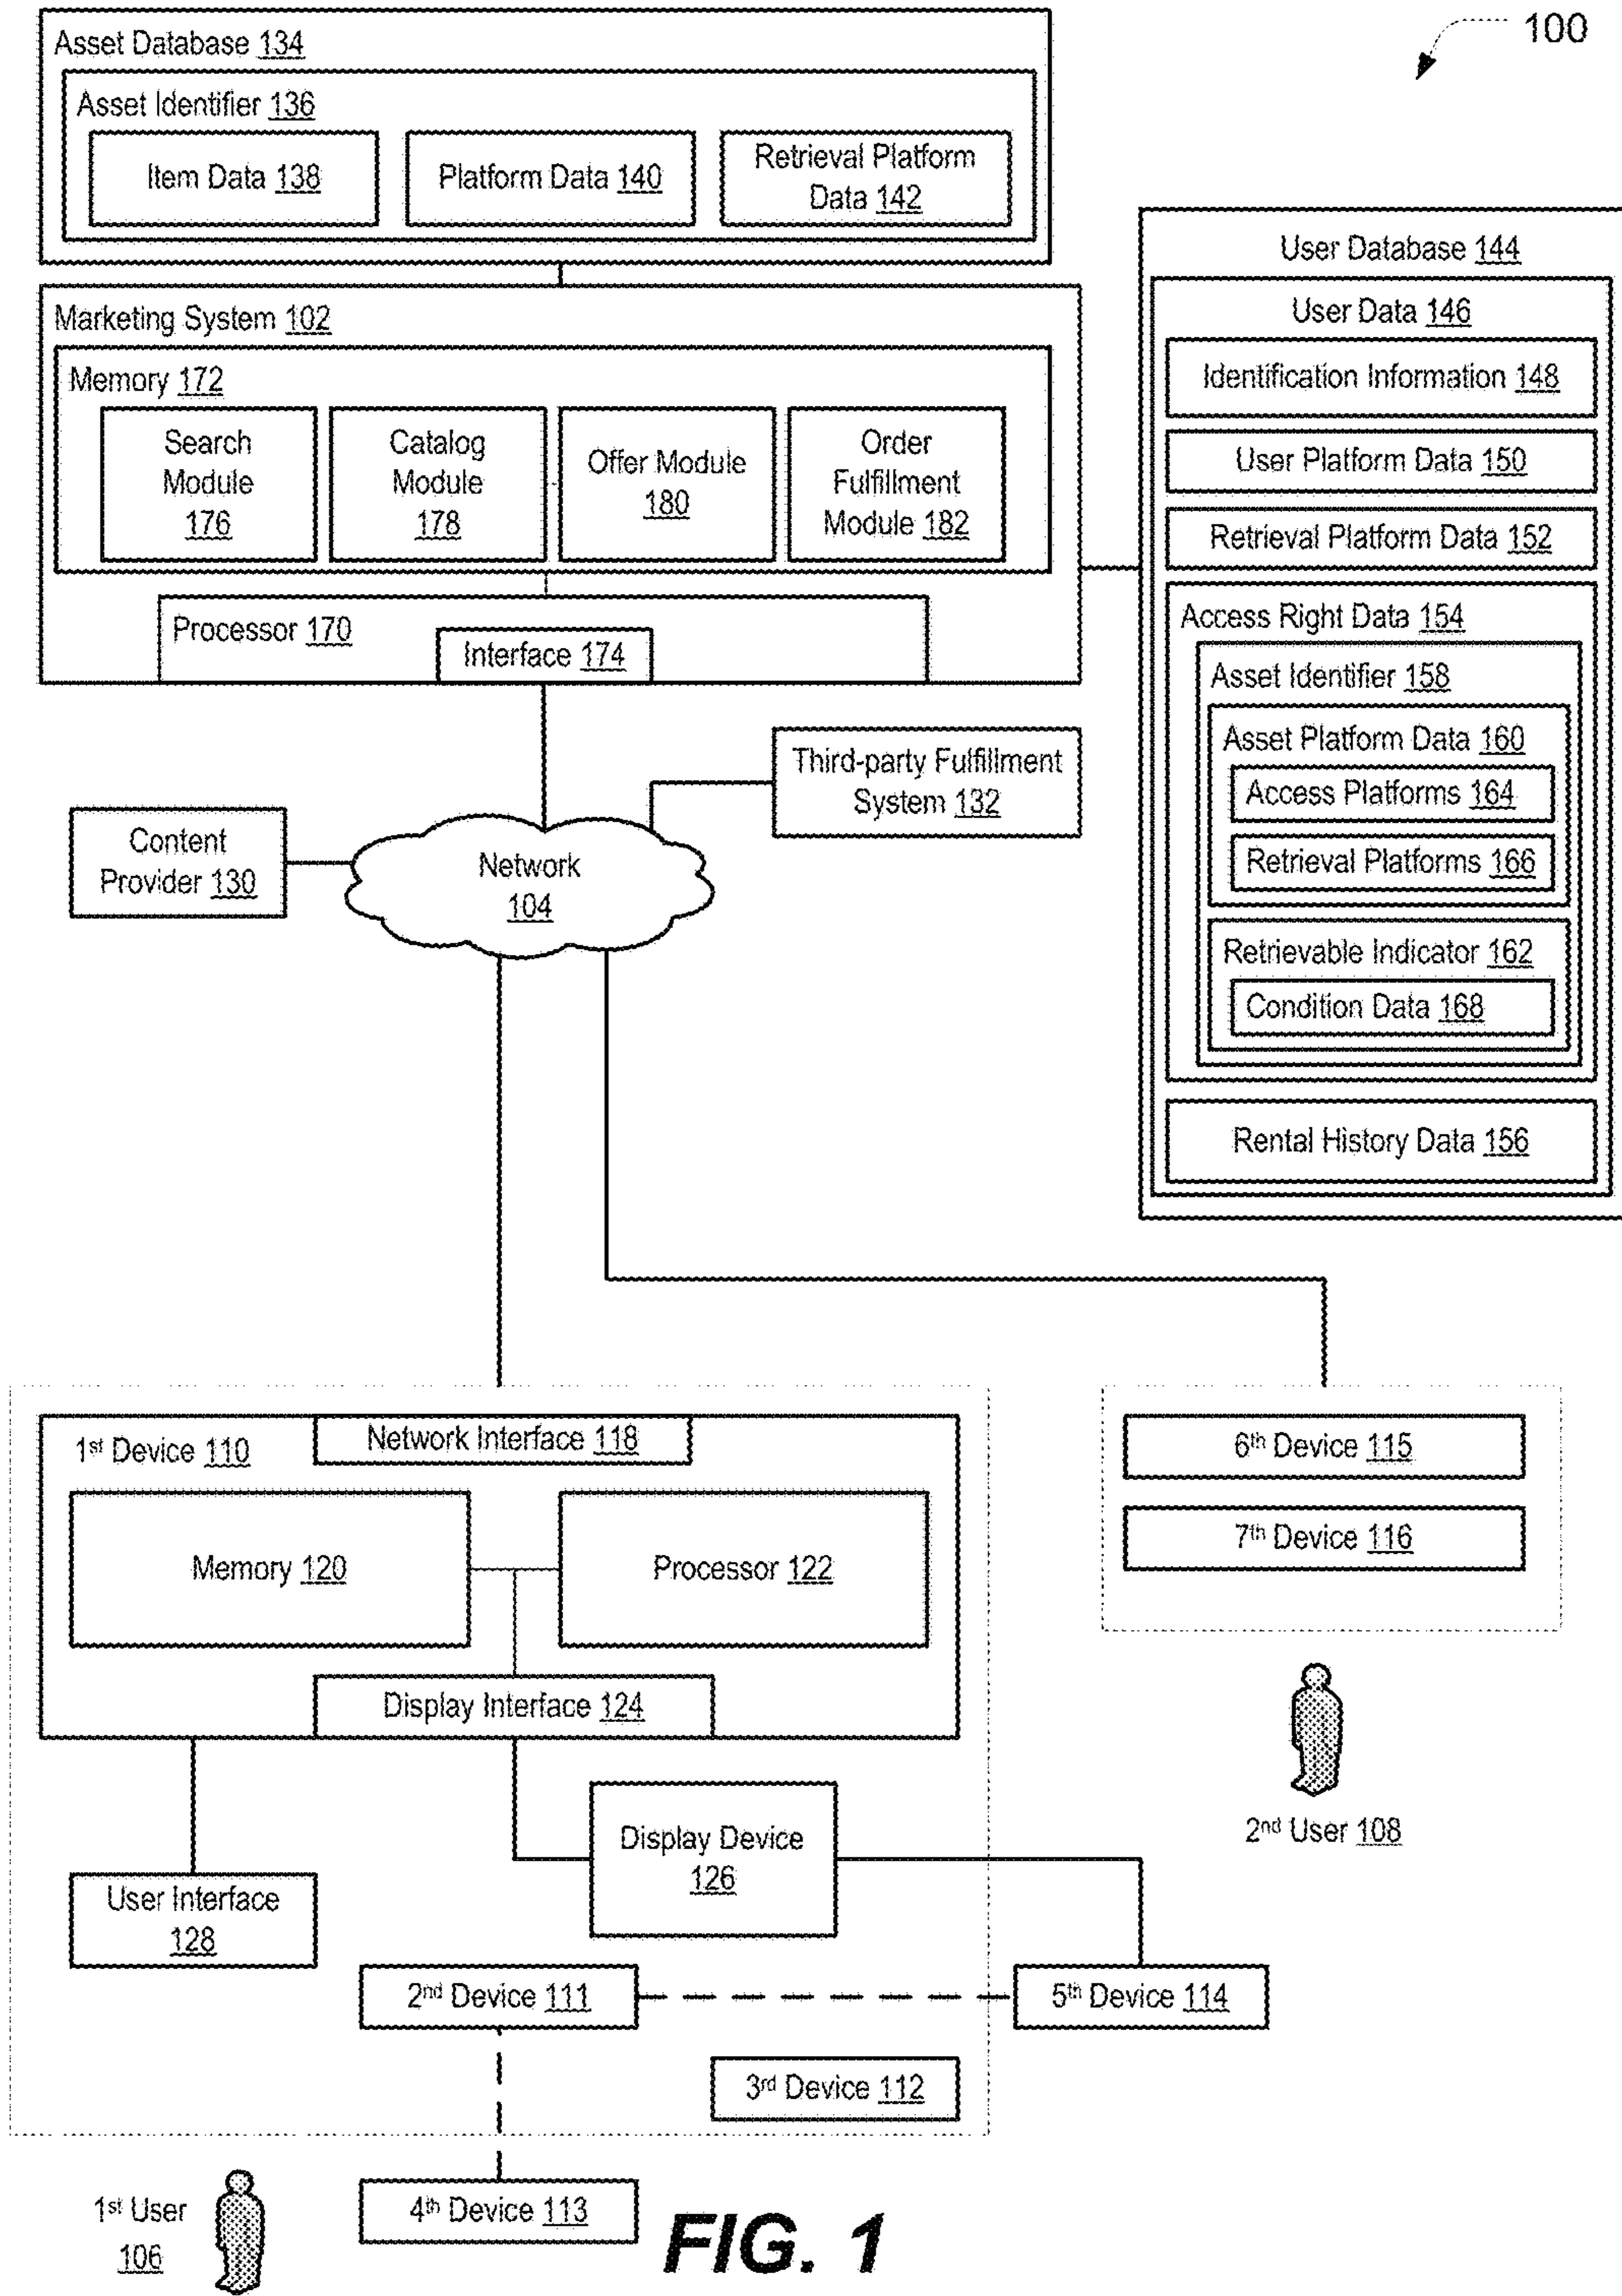 100
Asset Database 134
Asset Identifier 136
Item Data 138
Platform Data 140
Retrieval Platform
Data 142
Marketing System 102
Memory 172
Search
Module
176
Catalog
Module
178
Offer Module
180
Order
Fulfillment
Module 182
Processor 170
Interface 174
User Database 144
User Data 146
Identification Information 148
User Platform Data 150
Retrieval Platform Data 152
Access Right Data 154
Asset Identifier 158
Asset Platform Data 160
Access Platforms 164
Retrieval Platforms 166
Retrievable Indicator 162
Condition Data 168
Rental History Data 156
Third-party Fulfillment
System 132
Content
Provider 130
Network
104
1st Device 110
Network Interface 118
Memory 120
Processor 122
Display Interface 124
6th Device 115
7th Device 116
2nd User 108
Display Device
126
User Interface
128
2nd Device 111
5th Device 114
3rd Device 112
1st User
106
4th Device 113
FIG. 1